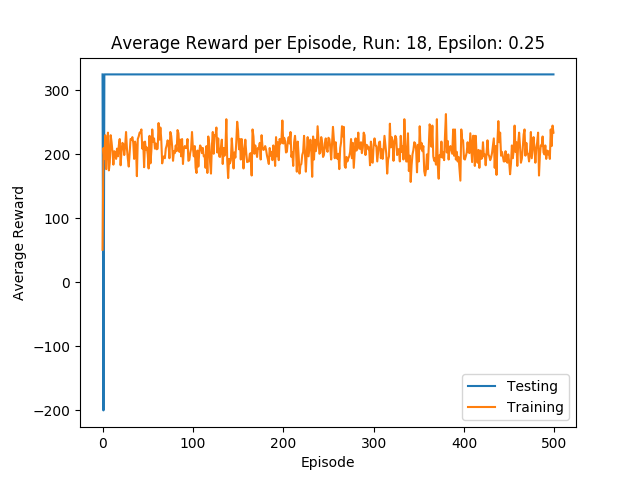 Average Reward per Episode, Run: 18, Epsilon: 0.25
300
200
100
0
−100
−200
Average Reward
0
100
200
300
400
500
Episode
Testing
Training